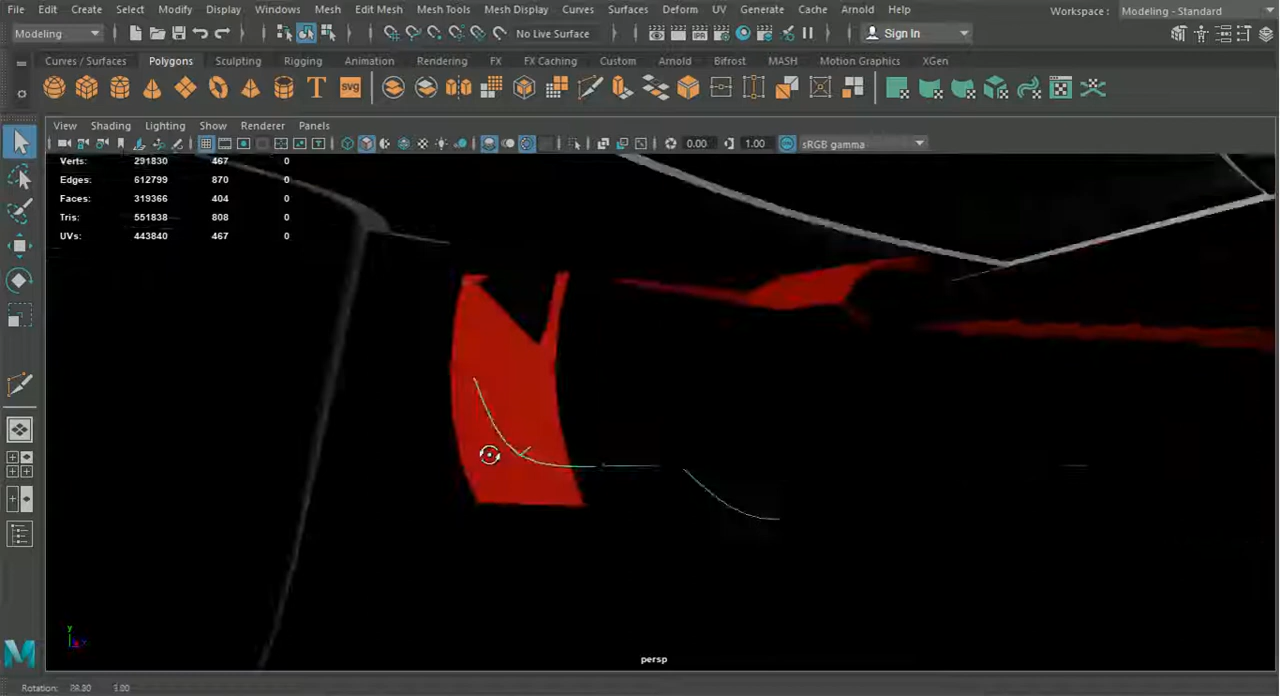 File Edit Create Select Modify Display Windows Mesh Edit Mesh Mesh Tools Mesh Display Curves Surfaces Deform UV Generate Cache Arnold Help Workspace : Modeling - Standard
Modeling No Live Surface Sign In
Curves / Surfaces Polygons Sculpting Rigging Animation Rendering FX FX Caching Custom Arnold Bifrost MASH Motion Graphics XGen
T SVG
View Shading Lighting Show Renderer Panels
0.00 1.00 sRGB gamma
Verts: 291830 467 0
Edges: 612799 870 0
Faces: 319366 404 0
Tris: 551838 808 0
UVs: 443840 467 0
y
persp
M
Rotation: 1.00